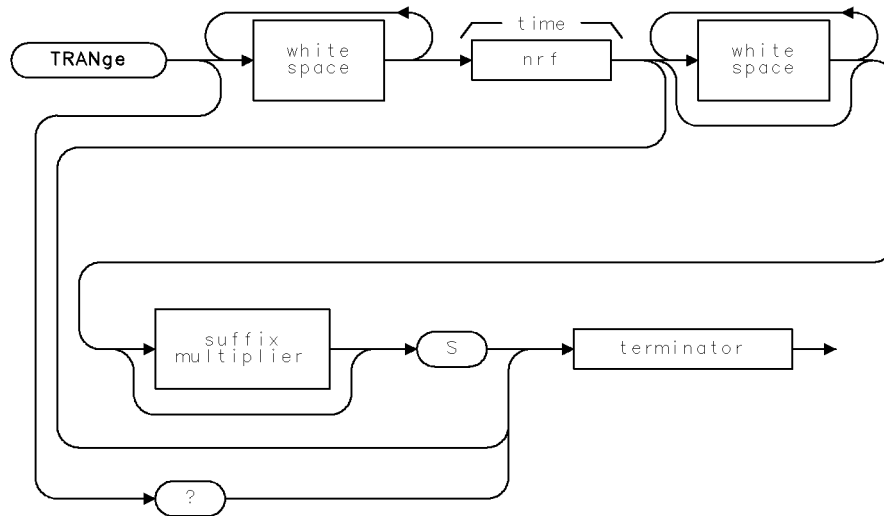 TRANge
white
space
time
nrf
white
space
suffix
multiplier
S
terminator
?